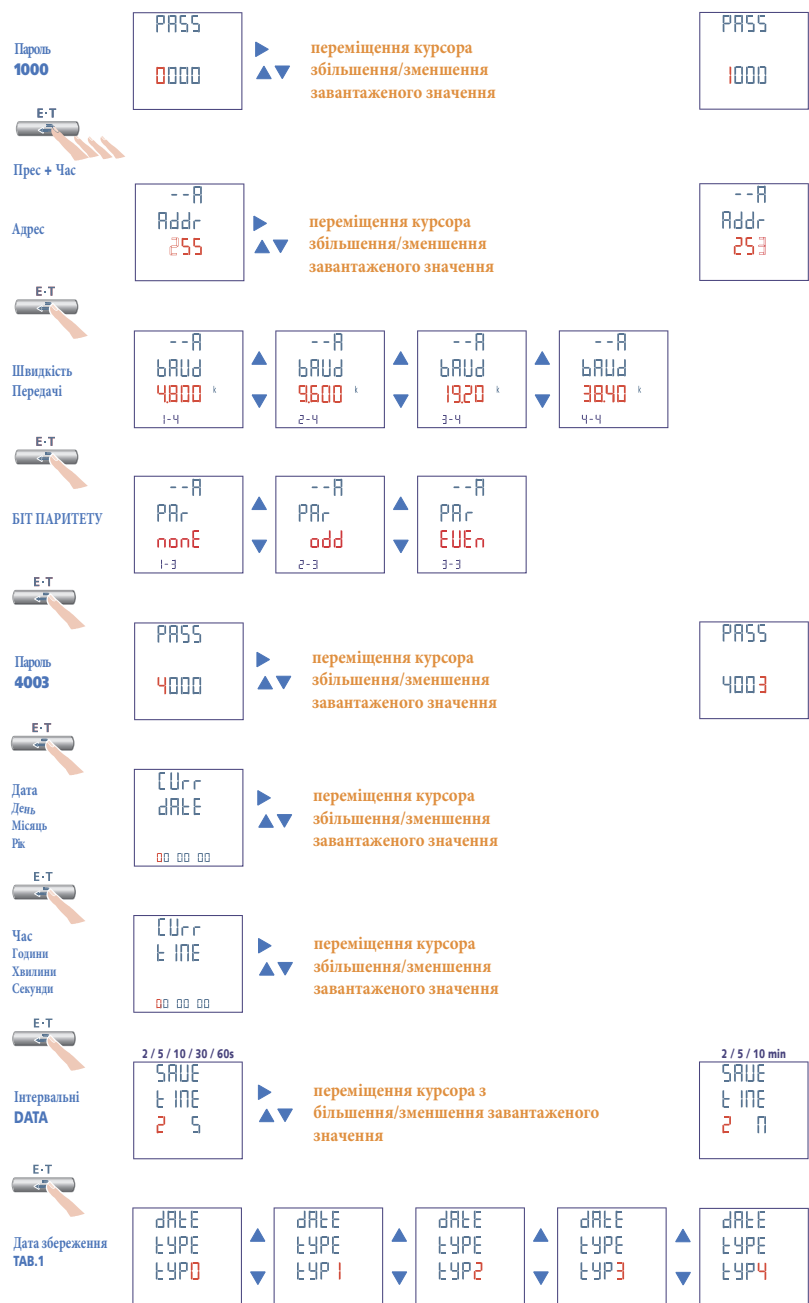 PASS
0000
Пароль
1000
переміщення курсора
збільшення/зменшення
завантаженого значення
PASS
1000
E·T
Прес + Час
Адрес
--A
Addr
255
переміщення курсора
збільшення/зменшення
завантаженого значення
--A
Addr
253
E·T
Швидкість
Передачі
--A
bAUd
4,800 k
1-4
--A
bAUd
9,600 k
2-4
--A
bAUd
19.20 k
3-4
--A
bAUd
38.40 k
4-4
E·T
БІТ ПАРИТЕТУ
--A
PAr
nonE
1-3
--A
PAr
odd
2-3
--A
PAr
EUEn
3-3
E·T
Пароль
4003
PASS
4000
переміщення курсора
збільшення/зменшення
завантаженого значення
PASS
4003
E·T
Дата
День
Місяць
Рік
CUrr
dAtE
00 00 00
переміщення курсора
збільшення/зменшення
завантаженого значення
E·T
Час
Години
Хвилини
Секунди
CUrr
tIME
00 00 00
переміщення курсора
збільшення/зменшення
завантаженого значення
E·T
Інтервальні
DATA
2 / 5 / 10 / 30 / 60s
SAUE
tIME
2 S
переміщення курсора з
більшення/зменшення завантаженого
значення
2 / 5 / 10 min
SAUE
tIME
2 M
E·T
Дата збереження
TAB.1
dAtE
tYPE
tYP0
dAtE
tYPE
tYP1
dAtE
tYPE
tYP2
dAtE
tYPE
tYP3
dAtE
tYPE
tYP4